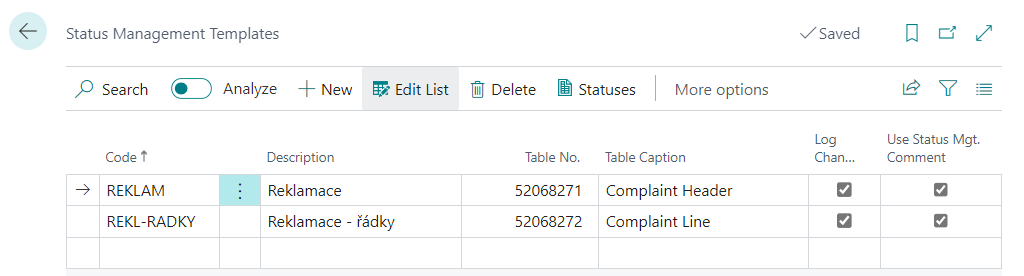 Status Management Templates
Saved
Search Analyze New Edit List Delete Statuses More options
Code ↑ Description Table No. Table Caption Log Chan... Use Status Mgt. Comment
REKLAM Reklamace 52068271 Complaint Header
REKL-RADKY Reklamace - řádky 52068272 Complaint Line